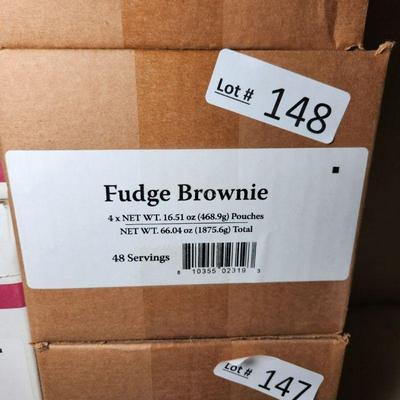 Lot # 148
Fudge Brownie
4 x NET WT. 16.51 oz (468.9g) Pouches
NET WT. 66.04 oz (1875.6g) Total
48 Servings
8 10355 02319 3
Lot # 147